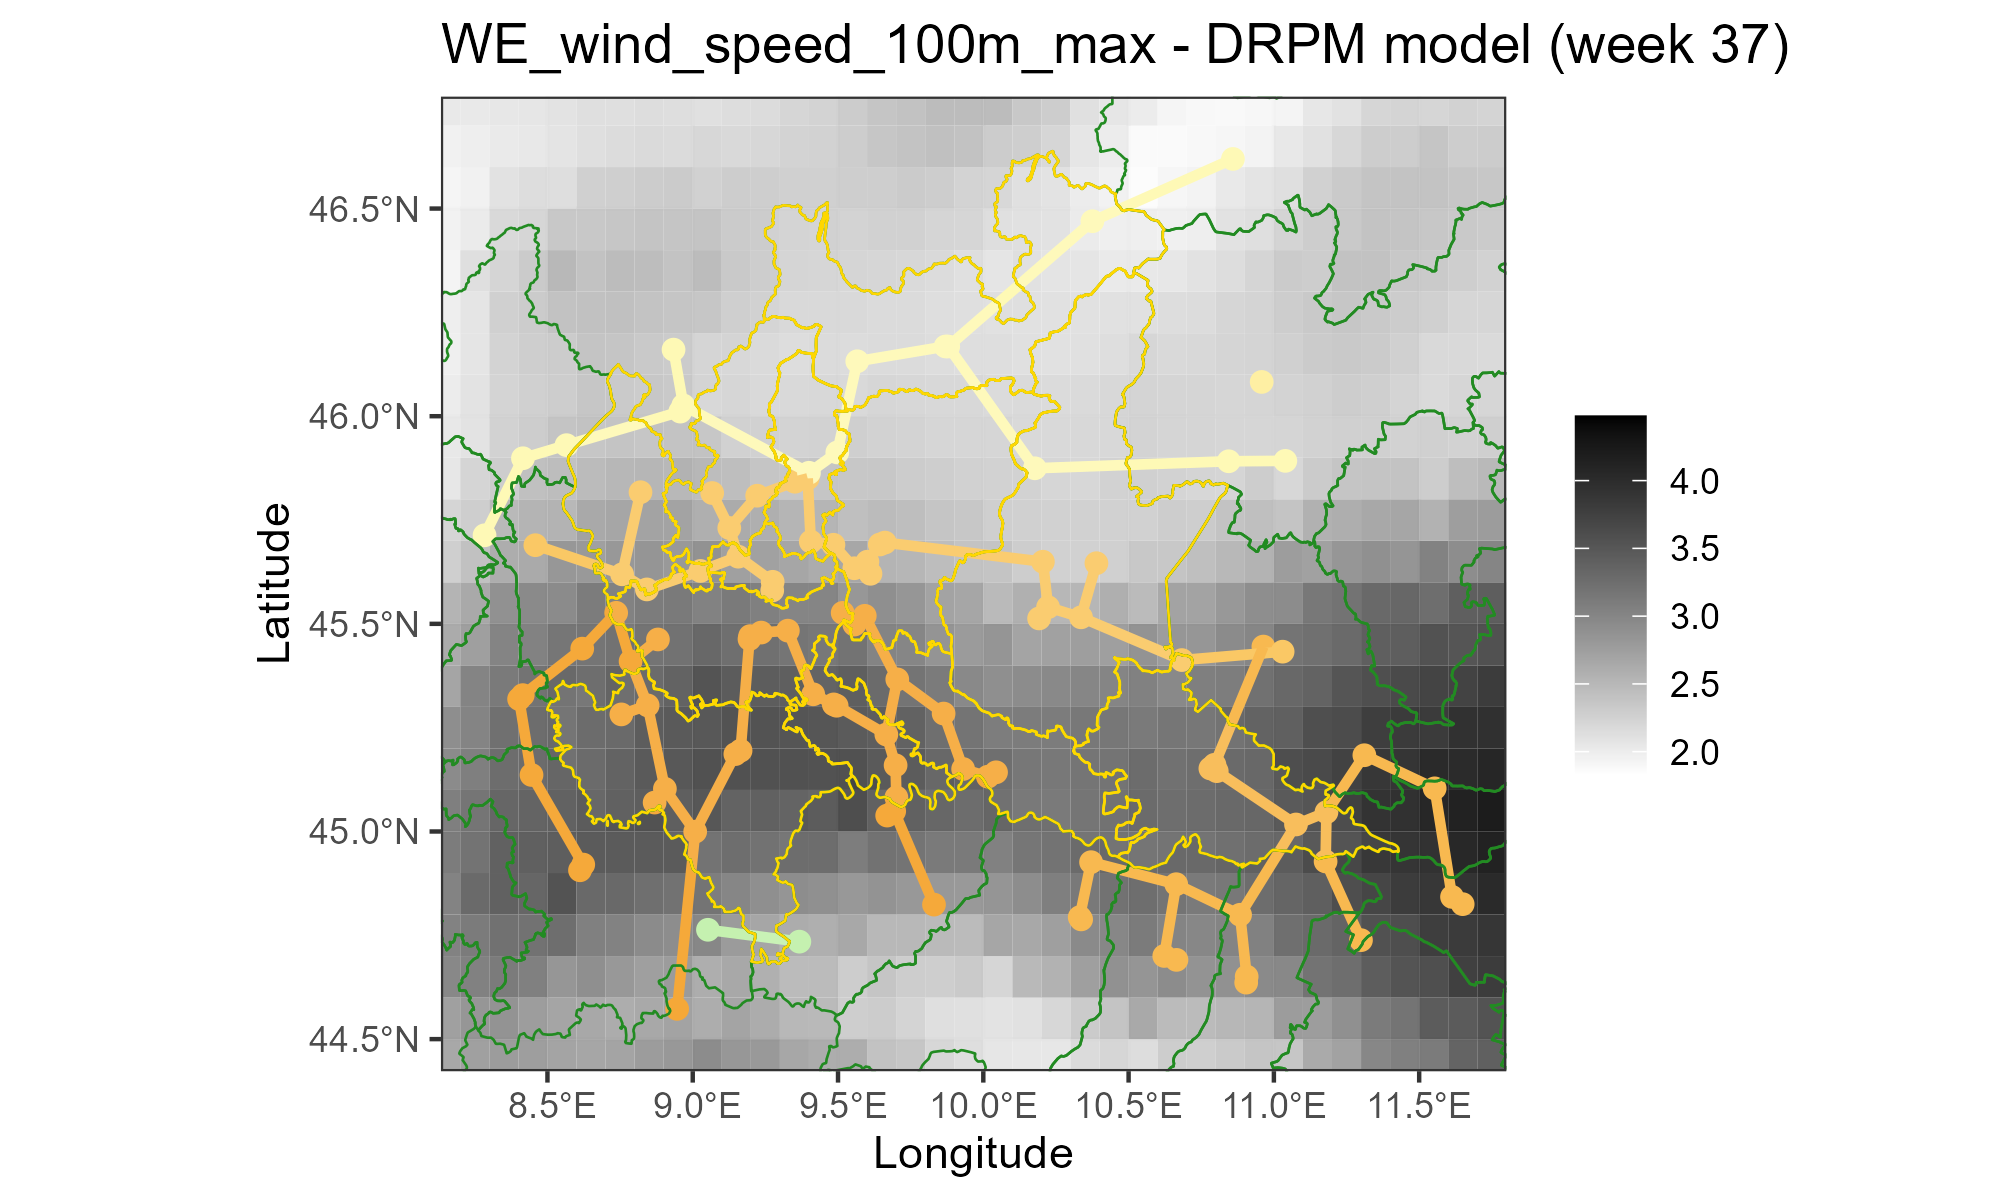 WE_wind_speed_100m_max - DRPM model (week 37)
46.5°N
46.0°N
45.5°N
45.0°N
44.5°N
Latitude
8.5°E
9.0°E
9.5°E
10.0°E
10.5°E
11.0°E
11.5°E
Longitude
4.0
3.5
3.0
2.5
2.0